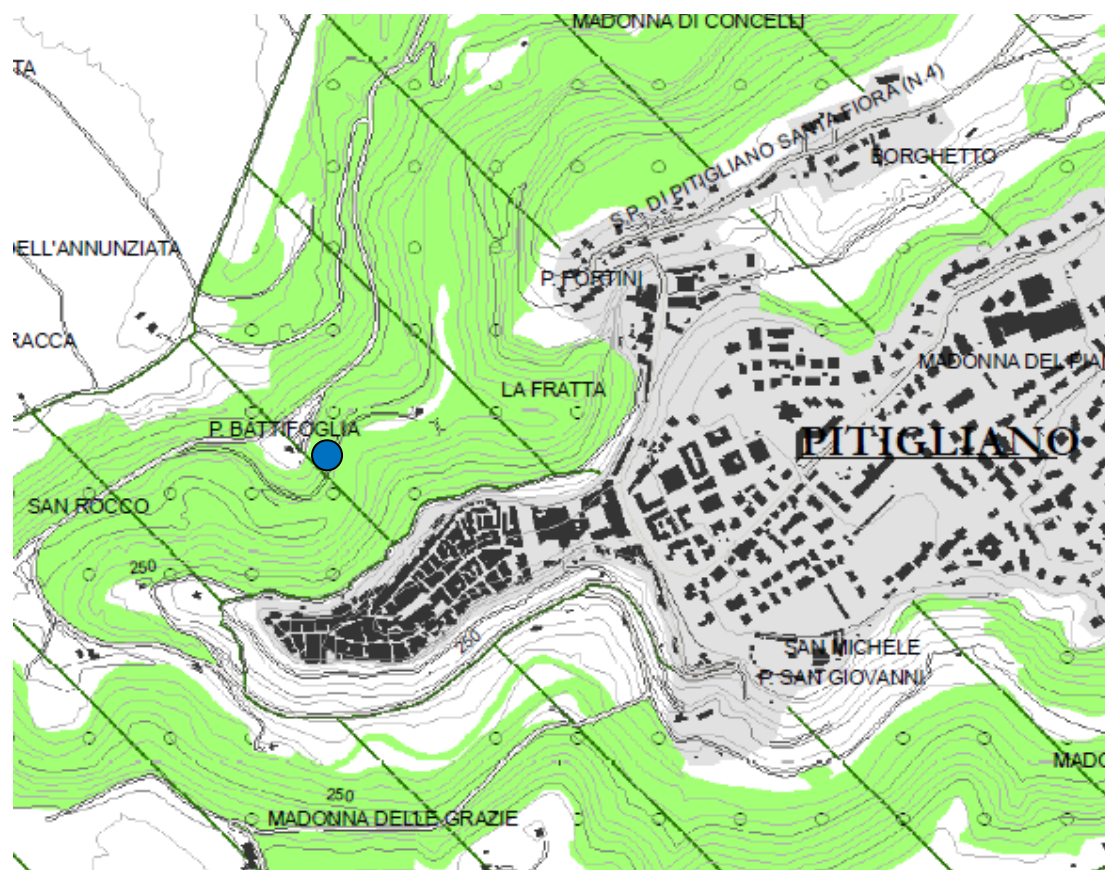 MADONNA DI CONCELLI
TA
S.P. DI PITIGLIANO SANTA FIORA (N.4)
BORGHETTO
DELL'ANNUNZIATA
P. FORTINI
RACCA
MADONNA DEL PIA
LA FRATTA
P. BATTIFOGLIA
PITIGLIANO
SAN ROCCO
250
250
SAN MICHELE
P. SAN GIOVANNI
MADO
250
MADONNA DELLE GRAZIE